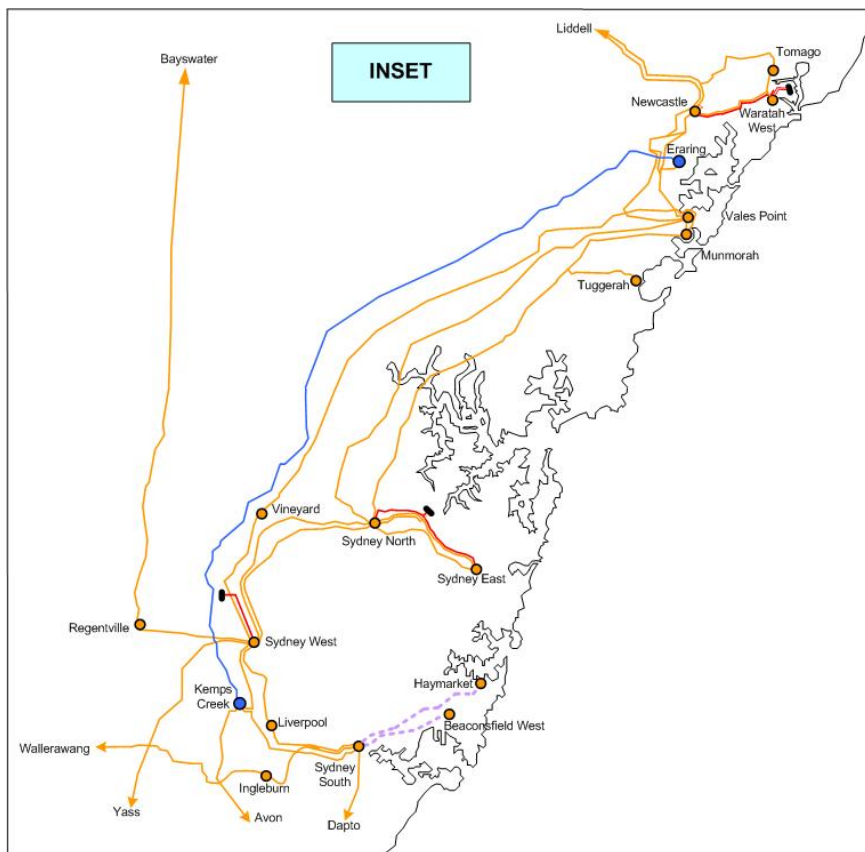 Liddell
Tomago
Bayswater
INSET
Newcastle
Waratah
West
Eraring
Vales Point
Munmorah
Tuggerah
Vineyard
Sydney North
Sydney East
Regentville
Sydney West
Haymarket
Kemps
Creek
Liverpool
Beaconsfield West
Wallerawang
Sydney
South
Ingleburn
Yass
Avon
Dapto